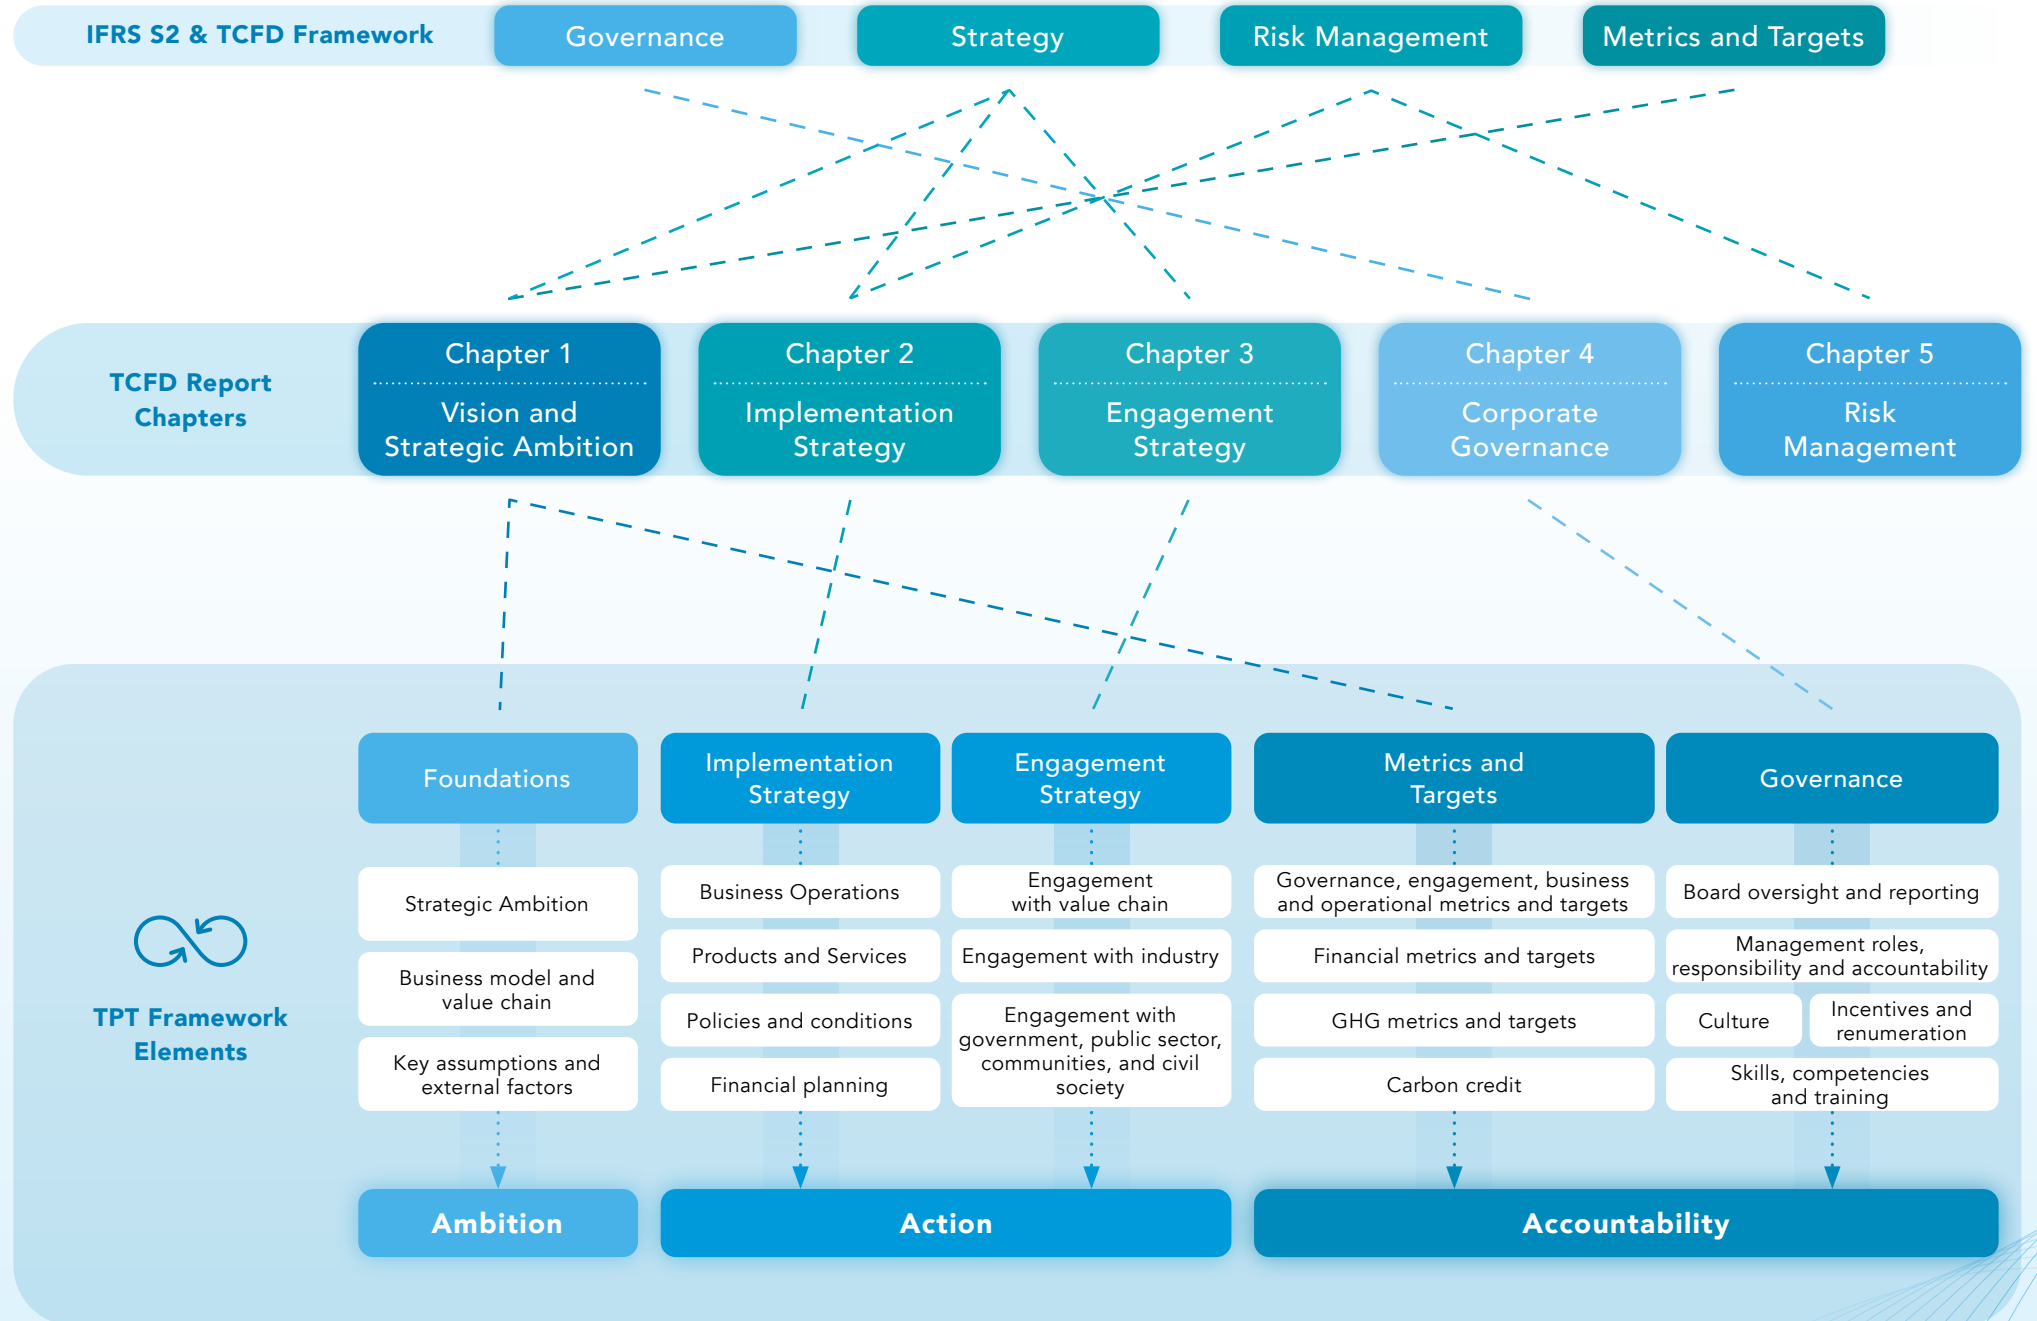 IFRS S2 & TCFD Framework
Governance
Strategy
Risk Management
Metrics and Targets
TCFD Report
Chapters
Chapter 1
Vision and
Strategic Ambition
Chapter 2
Implementation
Strategy
Chapter 3
Engagement
Strategy
Chapter 4
Corporate
Governance
Chapter 5
Risk
Management
TPT Framework
Elements
Foundations
Strategic Ambition
Business model and
value chain
Key assumptions and
external factors
Ambition
Implementation
Strategy
Business Operations
Products and Services
Policies and conditions
Financial planning
Engagement
Strategy
Engagement
with value chain
Engagement with industry
Engagement with
government, public sector,
communities, and civil
society
Action
Metrics and
Targets
Governance, engagement, business
and operational metrics and targets
Financial metrics and targets
GHG metrics and targets
Carbon credit
Governance
Board oversight and reporting
Management roles,
responsibility and accountability
Culture
Incentives and
renumeration
Skills, competencies
and training
Accountability